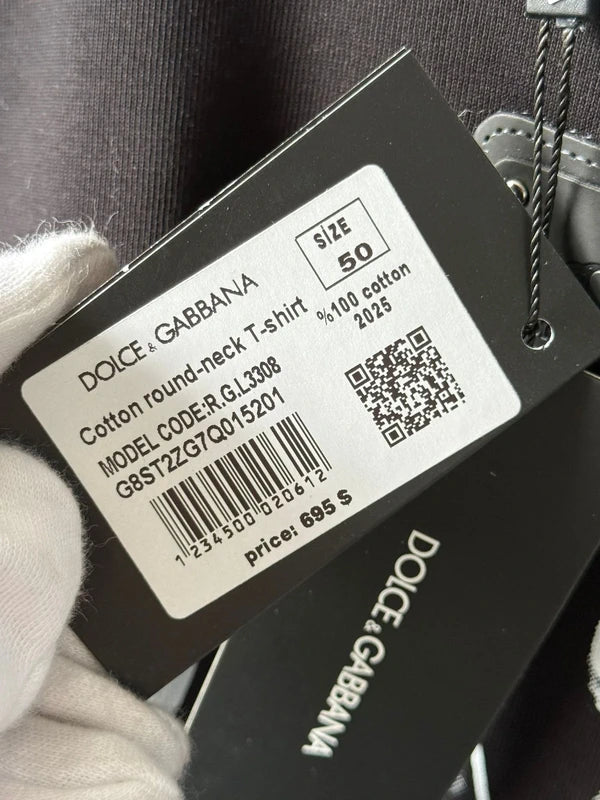 DOLCE & GABBANA
Cotton round-neck T-shirt
MODEL CODE:R.G.L3308
G8ST2ZG7Q015201
1 234500 020612
price: 695 $
SIZE
50
%100 cotton
2025
DOLCE & GABBANA